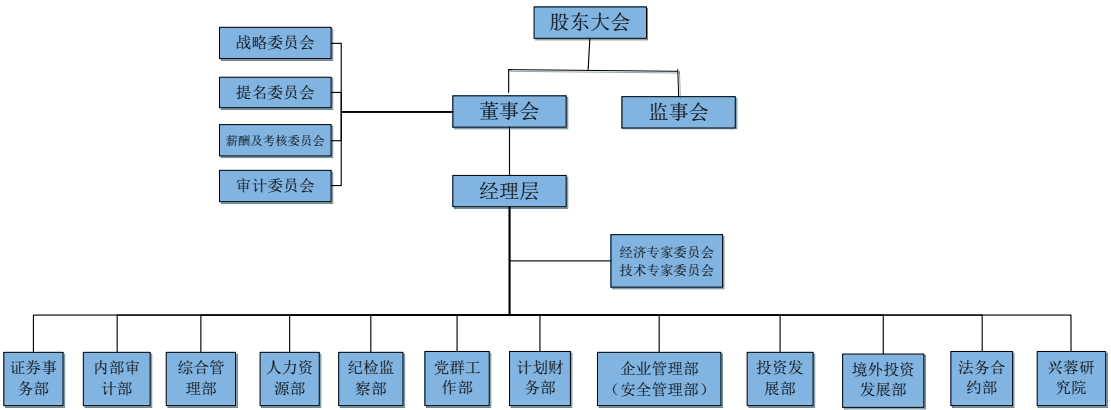 股东大会
战略委员会
提名委员会
董事会
监事会
薪酬及考核委员会
审计委员会
经理层
经济专家委员会
技术专家委员会
证券事
务部
内部审
计部
综合管
理部
人力资
源部
纪检监
察部
党群工
作部
计划财
务部
企业管理部
（安全管理部）
投资发
展部
境外投资
发展部
法务合
约部
兴蓉研
究院